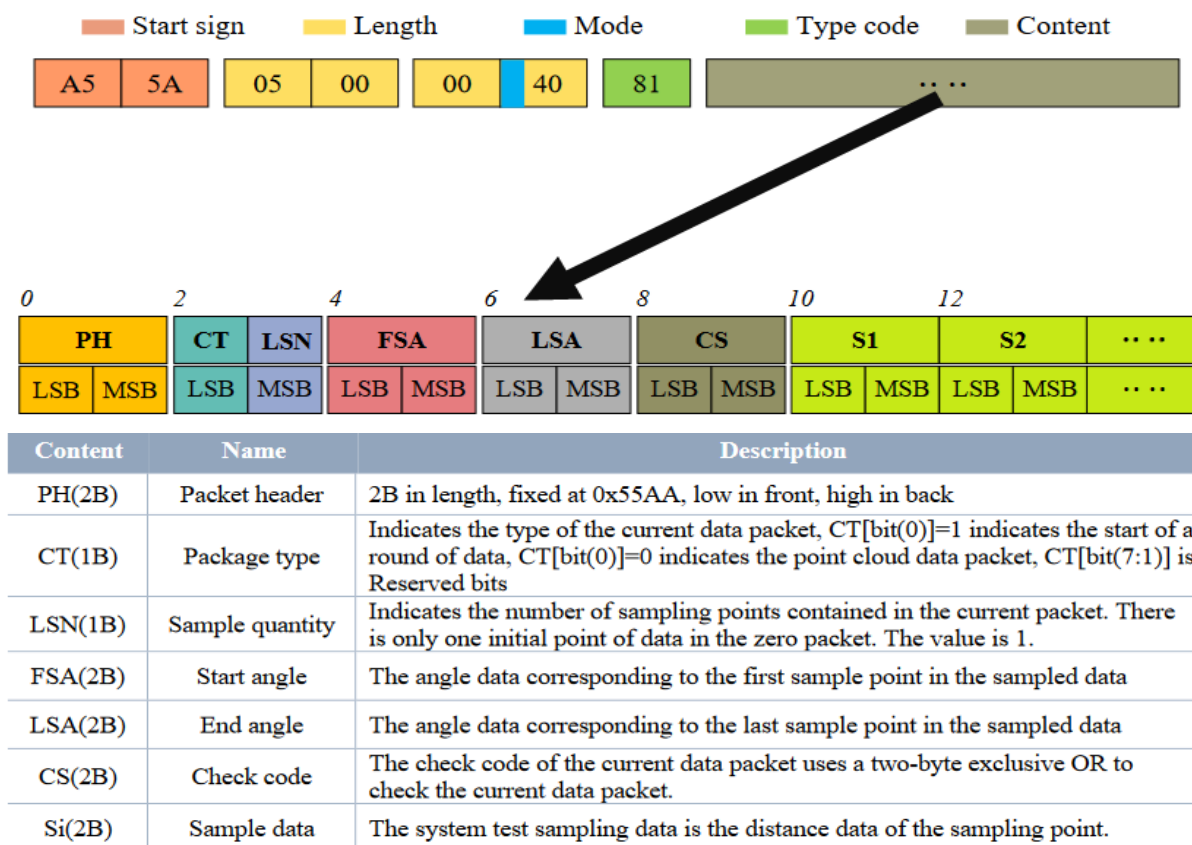 Start sign Length Mode Type code Content
A5 5A 05 00 00 40 81 .. ..
0 2 4 6 8 10 12
PH CT LSN FSA LSA CS S1 S2 .. ..
LSB MSB LSB MSB LSB MSB LSB MSB LSB MSB LSB MSB LSB MSB .. ..
Content Name Description
PH(2B) Packet header 2B in length, fixed at 0x55AA, low in front, high in back
CT(1B) Package type Indicates the type of the current data packet, CT[bit(0)]=1 indicates the start of a
round of data, CT[bit(0)]=0 indicates the point cloud data packet, CT[bit(7:1)] is
Reserved bits
LSN(1B) Sample quantity Indicates the number of sampling points contained in the current packet. There
is only one initial point of data in the zero packet. The value is 1.
FSA(2B) Start angle The angle data corresponding to the first sample point in the sampled data
LSA(2B) End angle The angle data corresponding to the last sample point in the sampled data
CS(2B) Check code The check code of the current data packet uses a two-byte exclusive OR to
check the current data packet.
Si(2B) Sample data The system test sampling data is the distance data of the sampling point.